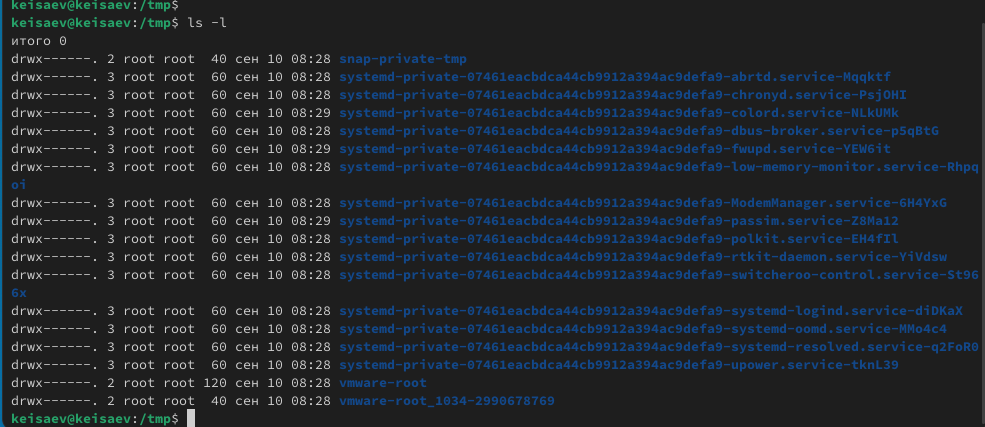 keisaev@keisaev:/tmp$
keisaev@keisaev:/tmp$ ls -l
итого 0
drwx------. 2 root root  40 сен 10 08:28 snap-private-tmp
drwx------. 3 root root  60 сен 10 08:28 systemd-private-07461eacbdca44cb9912a394ac9defa9-abrtd.service-Mqqktf
drwx------. 3 root root  60 сен 10 08:28 systemd-private-07461eacbdca44cb9912a394ac9defa9-chronyd.service-PsjOHI
drwx------. 3 root root  60 сен 10 08:29 systemd-private-07461eacbdca44cb9912a394ac9defa9-colord.service-NLkUMk
drwx------. 3 root root  60 сен 10 08:28 systemd-private-07461eacbdca44cb9912a394ac9defa9-dbus-broker.service-p5qBtG
drwx------. 3 root root  60 сен 10 08:29 systemd-private-07461eacbdca44cb9912a394ac9defa9-fwupd.service-YEW6it
drwx------. 3 root root  60 сен 10 08:28 systemd-private-07461eacbdca44cb9912a394ac9defa9-low-memory-monitor.service-Rhpq
oi
drwx------. 3 root root  60 сен 10 08:28 systemd-private-07461eacbdca44cb9912a394ac9defa9-ModemManager.service-6H4YxG
drwx------. 3 root root  60 сен 10 08:29 systemd-private-07461eacbdca44cb9912a394ac9defa9-passim.service-Z8Ma12
drwx------. 3 root root  60 сен 10 08:28 systemd-private-07461eacbdca44cb9912a394ac9defa9-polkit.service-EH4fIl
drwx------. 3 root root  60 сен 10 08:28 systemd-private-07461eacbdca44cb9912a394ac9defa9-rtkit-daemon.service-YiVdsw
drwx------. 3 root root  60 сен 10 08:28 systemd-private-07461eacbdca44cb9912a394ac9defa9-switcheroo-control.service-St96
6x
drwx------. 3 root root  60 сен 10 08:28 systemd-private-07461eacbdca44cb9912a394ac9defa9-systemd-logind.service-diDKaX
drwx------. 3 root root  60 сен 10 08:28 systemd-private-07461eacbdca44cb9912a394ac9defa9-systemd-oomd.service-MMo4c4
drwx------. 3 root root  60 сен 10 08:28 systemd-private-07461eacbdca44cb9912a394ac9defa9-systemd-resolved.service-q2FoR0
drwx------. 3 root root  60 сен 10 08:28 systemd-private-07461eacbdca44cb9912a394ac9defa9-upower.service-tknL39
drwx------. 2 root root 120 сен 10 08:28 vmware-root
drwx------. 2 root root  40 сен 10 08:28 vmware-root_1034-2990678769
keisaev@keisaev:/tmp$